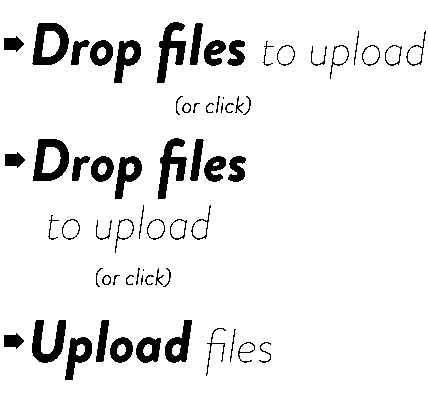 ➡Drop files to upload
(or click)
➡Drop files
to upload
(or click)
➡Upload files